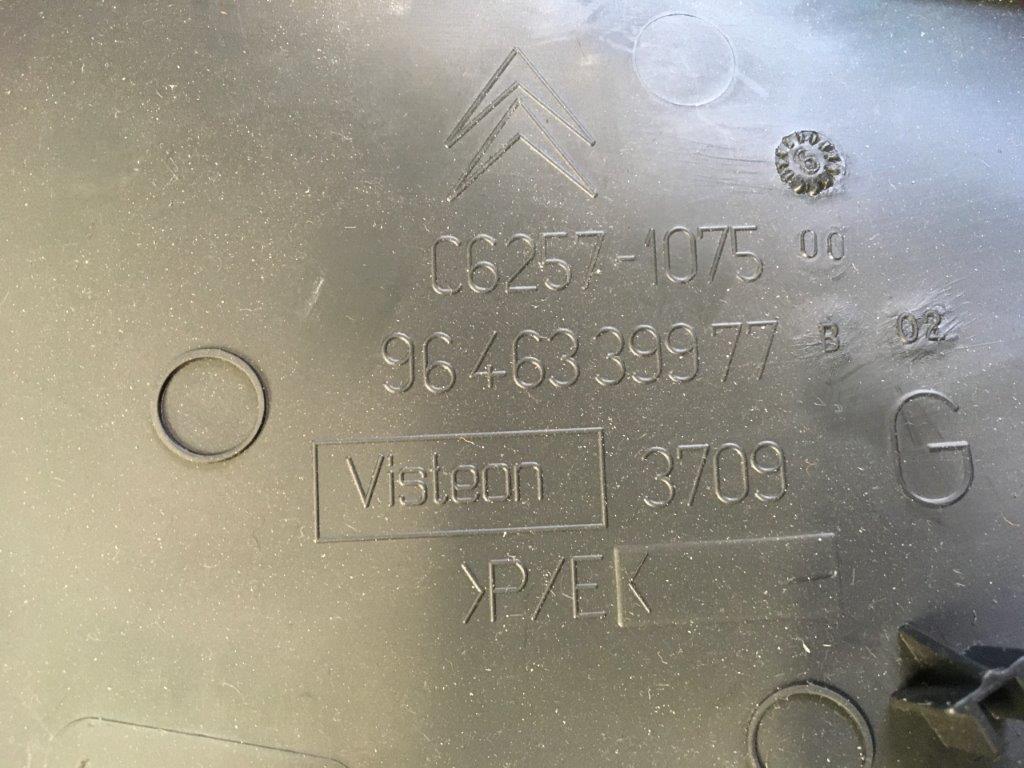 C6257-1075 00
96 463 399 77 B 02
G
Visteon 3709
>P/E<